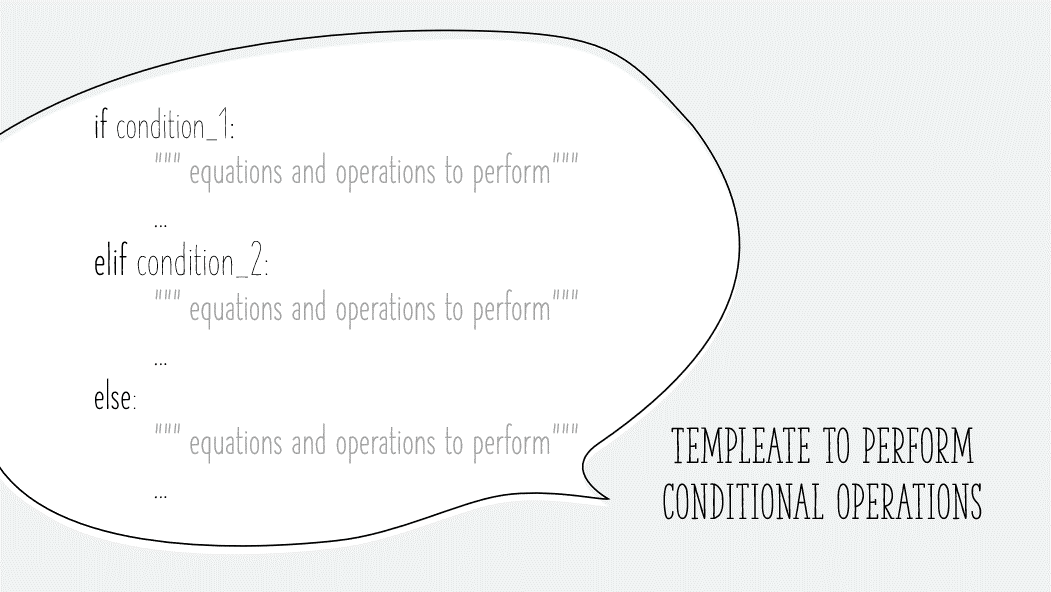 if condition_1:
""" equations and operations to perform"""
...
elif condition_2:
""" equations and operations to perform"""
...
else:
""" equations and operations to perform"""
...
TEMPLEATE TO PERFORM
CONDITIONAL OPERATIONS